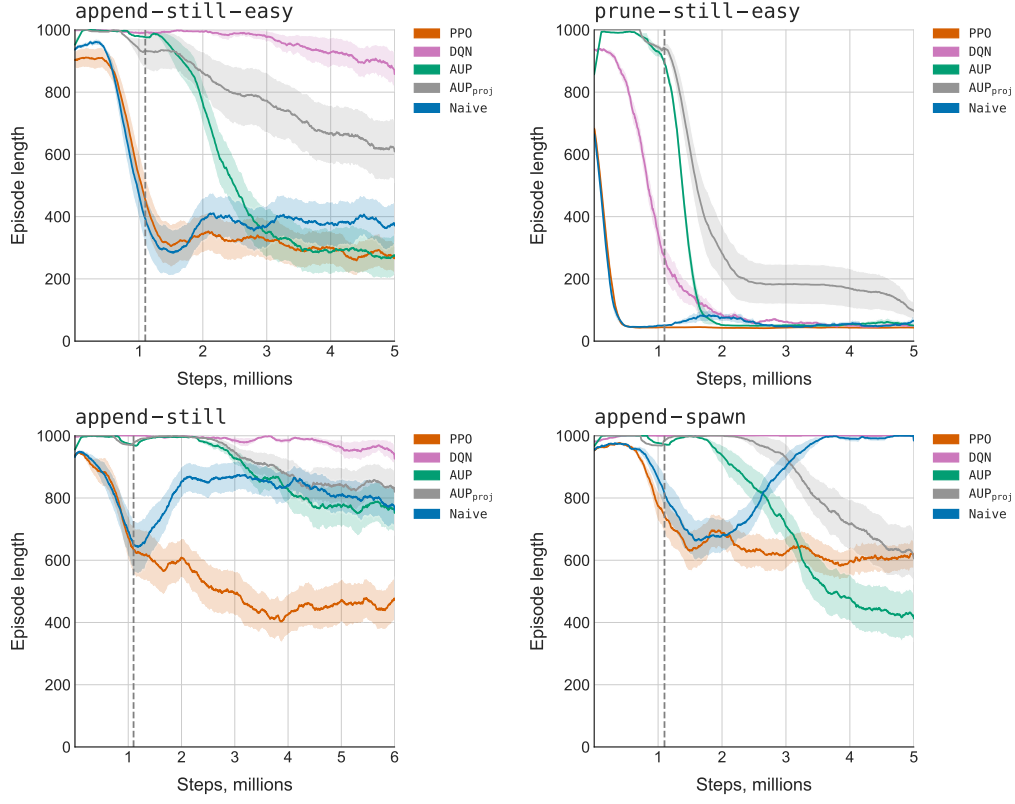 append-still-easy
1000
800
600
400
200
0
Episode length
1
2
3
4
5
Steps, millions
PPO
DQN
AUP
AUPproj
Naive
prune-still-easy
1000
800
600
400
200
0
Episode length
1
2
3
4
5
Steps, millions
PPO
DQN
AUP
AUPproj
Naive
append-still
1000
800
600
400
200
0
Episode length
1
2
3
4
5
6
Steps, millions
PPO
DQN
AUP
AUPproj
Naive
append-spawn
1000
800
600
400
200
0
Episode length
1
2
3
4
5
Steps, millions
PPO
DQN
AUP
AUPproj
Naive